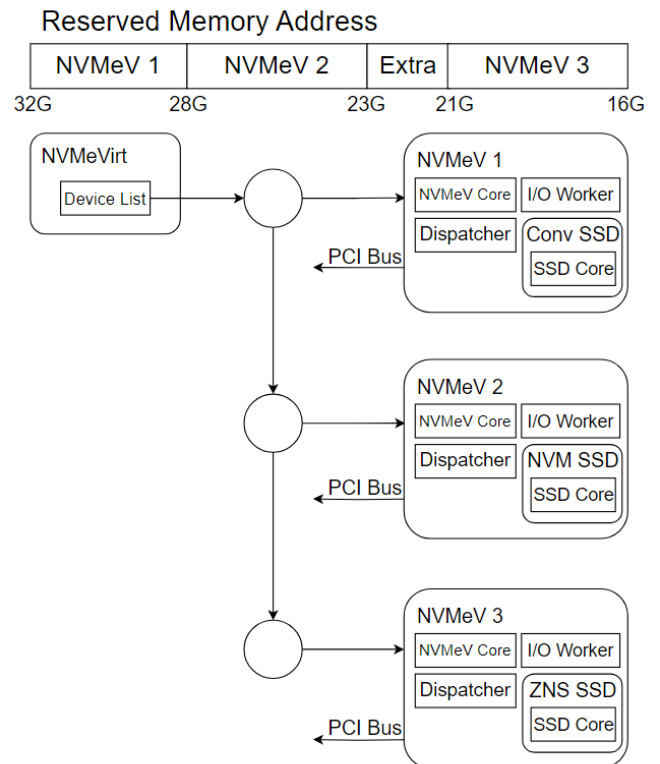 Reserved Memory Address
NVMeV 1 NVMeV 2 Extra NVMeV 3
32G 28G 23G 21G 16G
NVMeVirt
Device List
NVMeV 1
NVMeV Core I/O Worker
Dispatcher Conv SSD
PCI Bus
SSD Core
NVMeV 2
NVMeV Core I/O Worker
Dispatcher NVM SSD
PCI Bus
SSD Core
NVMeV 3
NVMeV Core I/O Worker
Dispatcher ZNS SSD
PCI Bus
SSD Core